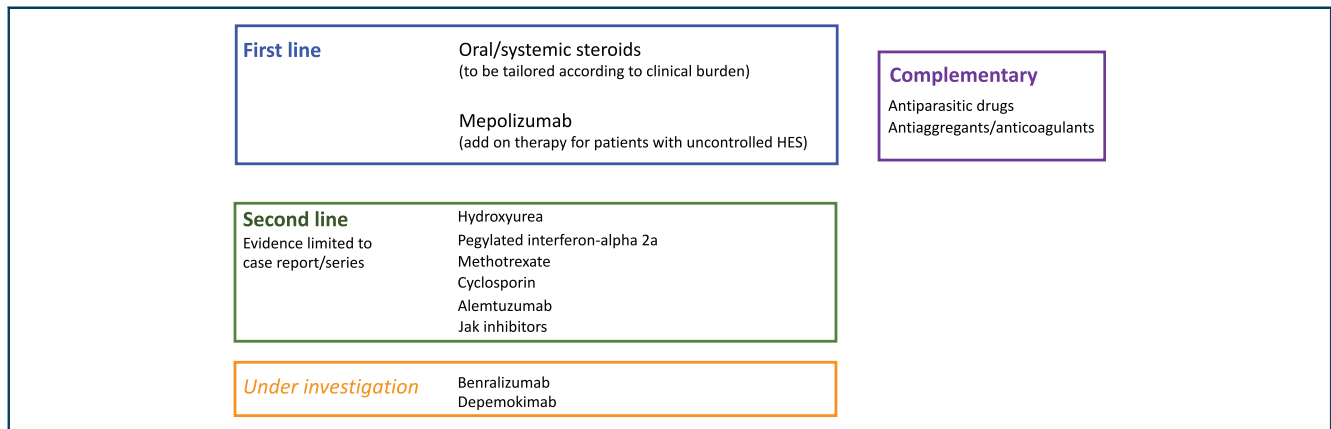 First line
Oral/systemic steroids
(to be tailored according to clinical burden)
Mepolizumab
(add on therapy for patients with uncontrolled HES)
Complementary
Antiparasitic drugs
Antiaggregants/anticoagulants
Second line
Evidence limited to
case report/series
Hydroxyurea
Pegylated interferon-alpha 2a
Methotrexate
Cyclosporin
Alemtuzumab
Jak inhibitors
Under investigation
Benralizumab
Depemokimab